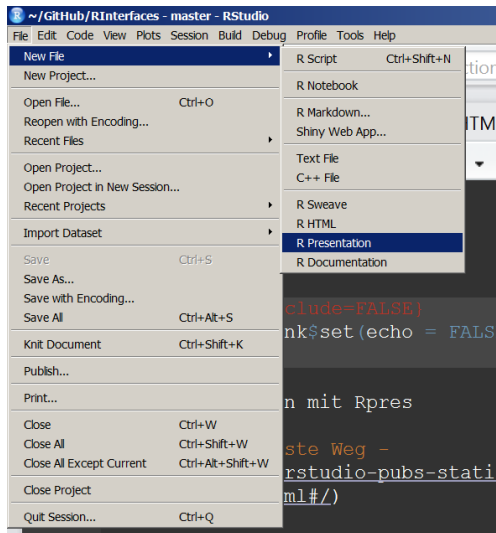 ~/GitHub/RInterfaces - master - RStudio
File Edit Code View Plots Session Build Debug Profile Tools Help
New File
New Project...
Open File... Ctrl+O
Reopen with Encoding...
Recent Files
Open Project...
Open Project in New Session...
Recent Projects
Import Dataset
Save Ctrl+S
Save As...
Save with Encoding...
Save All Ctrl+Alt+S
Knit Document Ctrl+Shift+K
Publish...
Print...
Close Ctrl+W
Close All Ctrl+Shift+W
Close All Except Current Ctrl+Alt+Shift+W
Close Project
Quit Session... Ctrl+Q
R Script Ctrl+Shift+N
R Notebook
R Markdown...
Shiny Web App...
Text File
C++ File
R Sweave
R HTML
R Presentation
R Documentation
ction
HTM
clude=FALSE]
nk$set(echo = FALS
n mit Rpres
ste Weg -
rstudio-pubs-stati
ml#/)